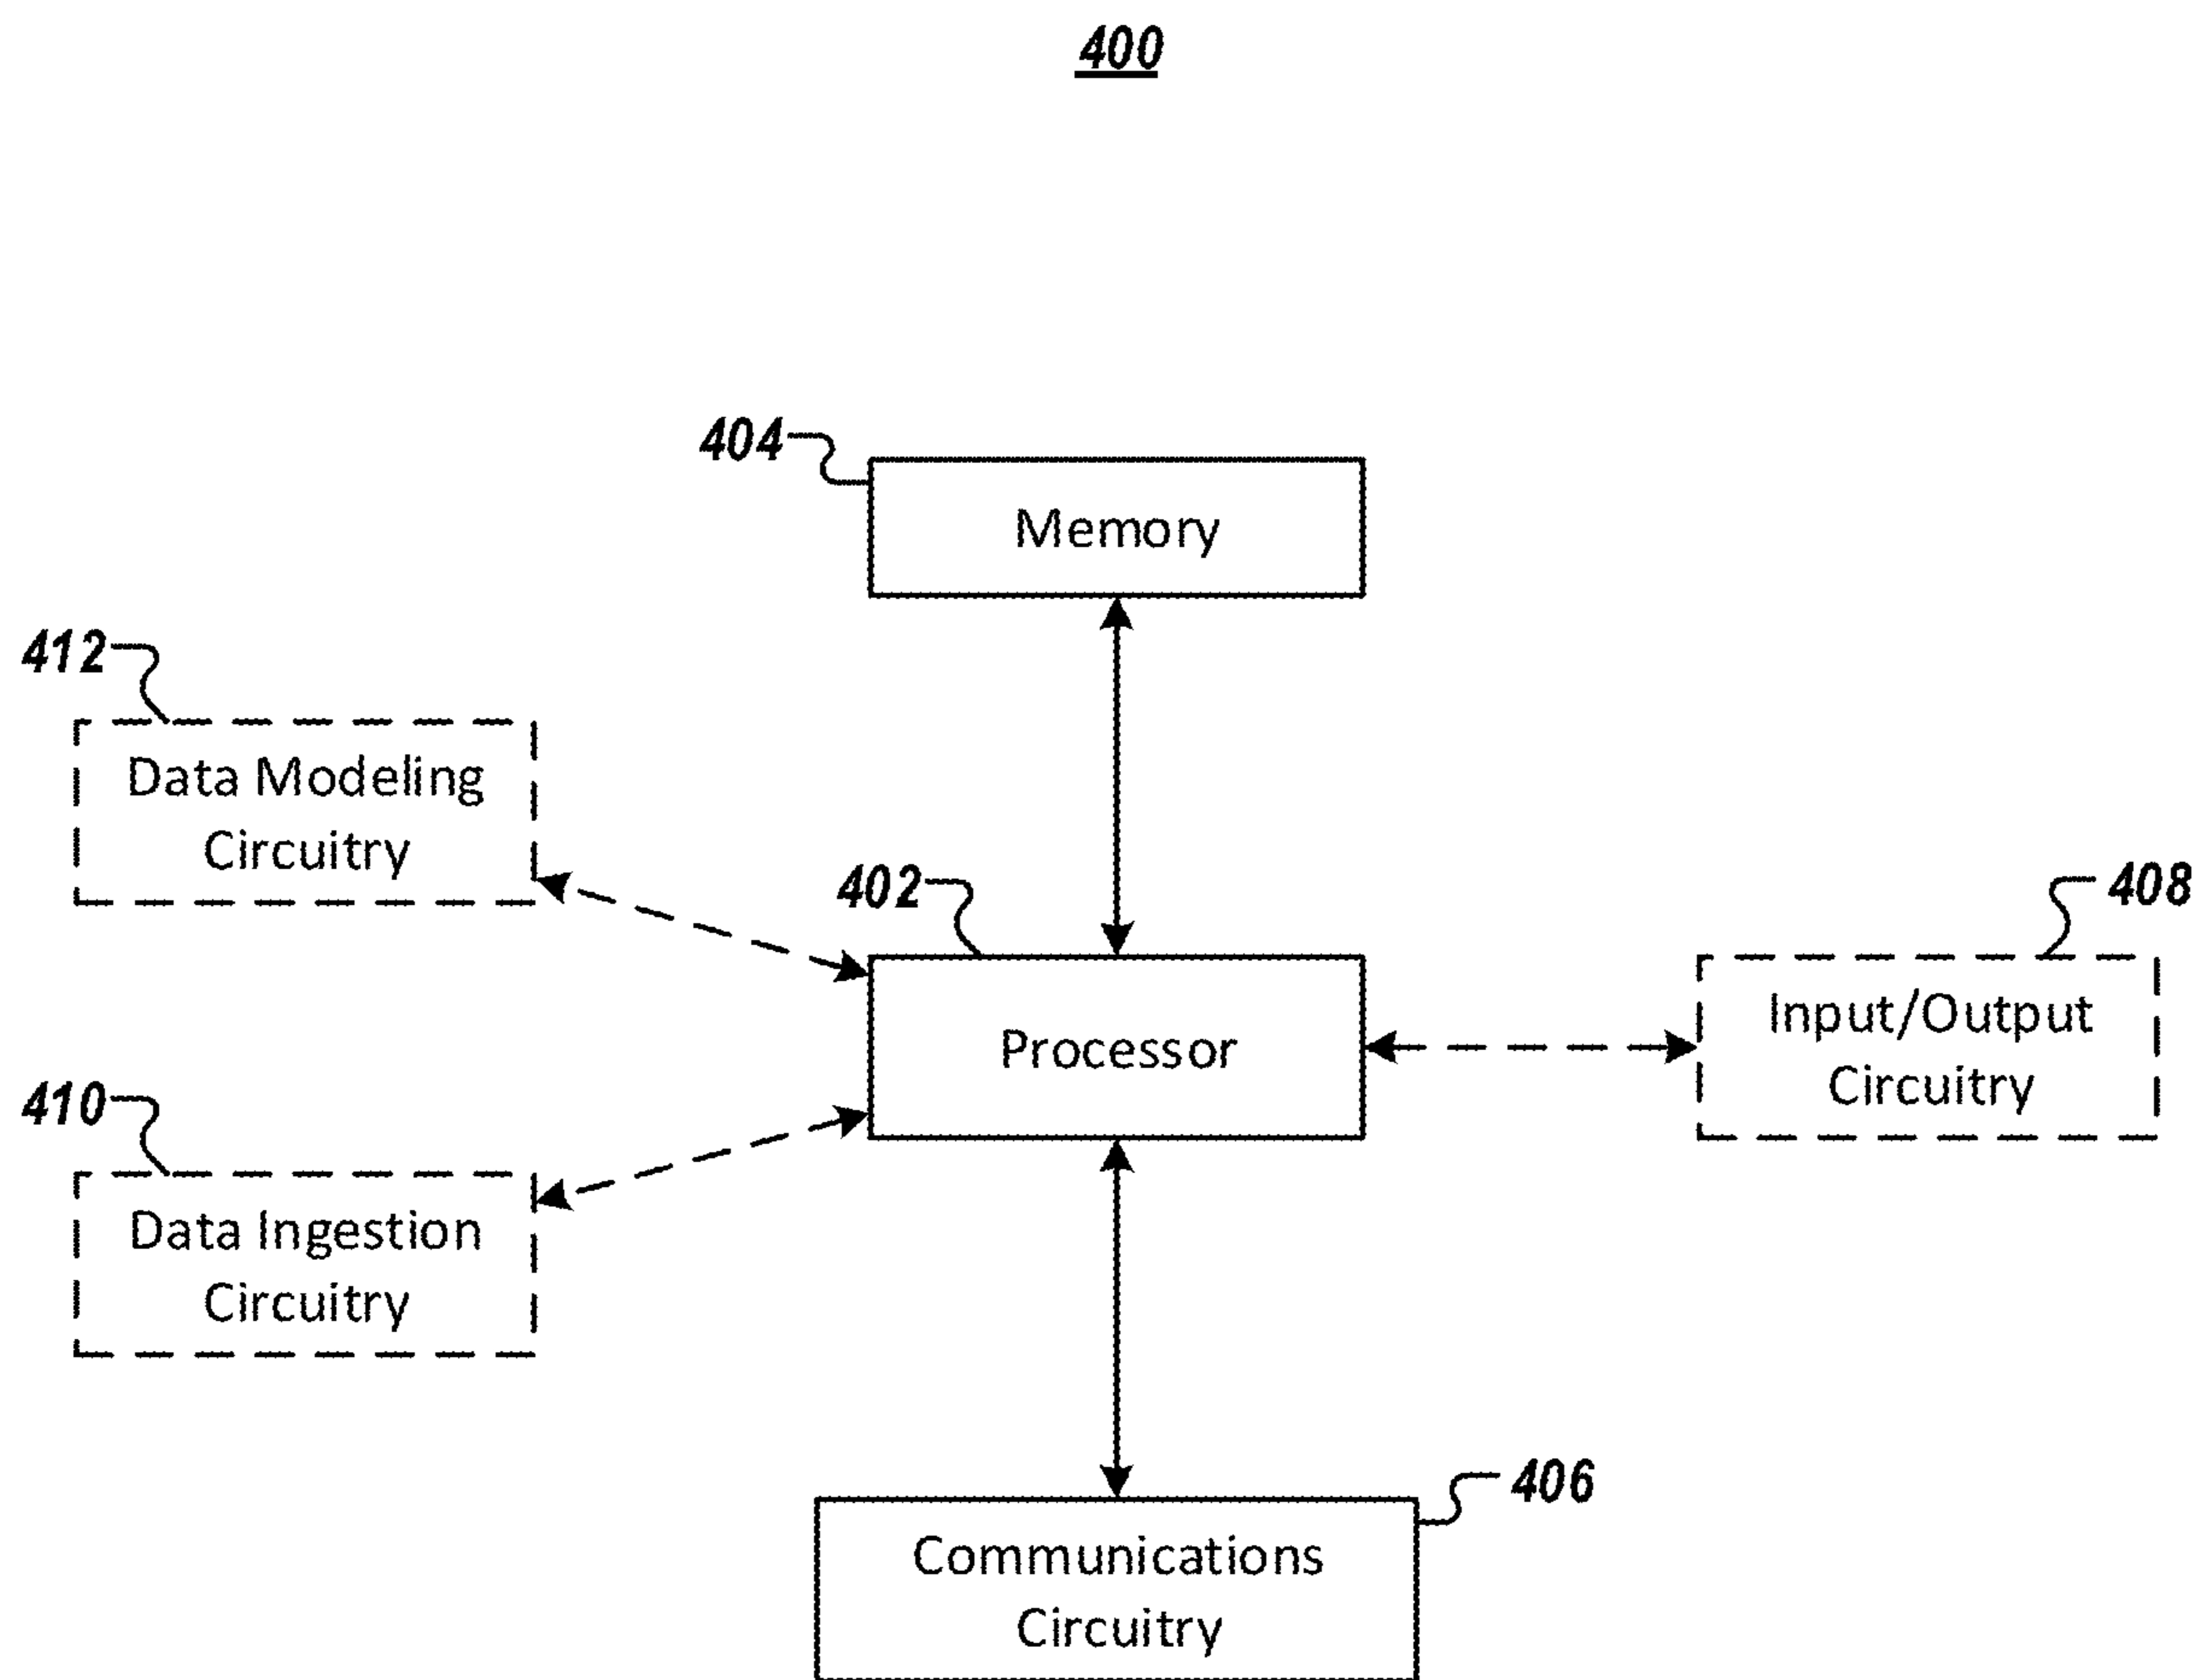 400
404
Memory
412
Data Modeling
Circuitry
402
Processor
408
Input/Output
Circuitry
410
Data Ingestion
Circuitry
406
Communications
Circuitry